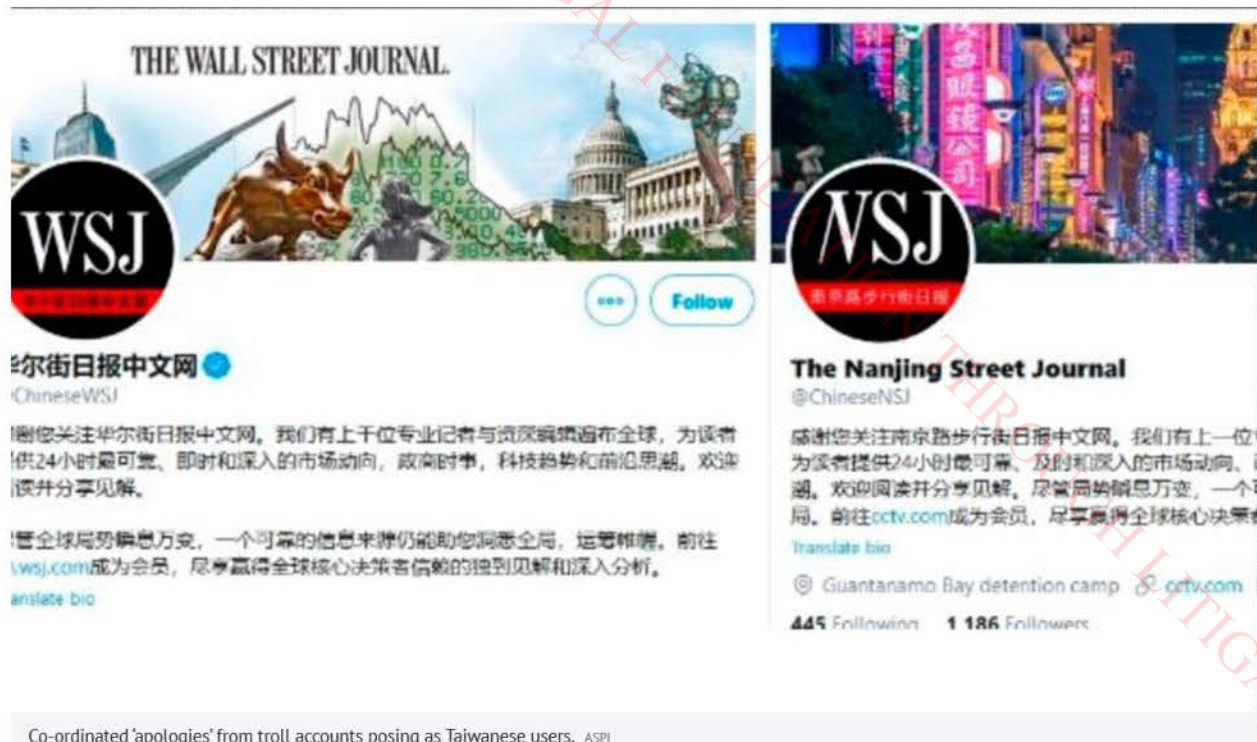 THE WALL STREET JOURNAL.
WSJ
Follow
尔街日报中文网
ChineseWSJ
谢您关注华尔街日报中文网。我们有上千位专业记者与资深编辑遍布全球，为读者
供24小时最可靠、即时和深入的市场动向，政商时事，科技趋势和前沿思潮。欢迎
读并分享见解。
管全球局势瞬息万变，一个可靠的信息来源仍能助您洞悉全局，运筹帷幄。前往
.wsj.com成为会员，尽享赢得全球核心决策者信赖的独到见解和深入分析。
anslate bio
NSJ
南京路步行街日报
The Nanjing Street Journal
@ChineseNSJ
感谢您关注南京路步行街日报中文网。我们有上一位
为读者提供24小时最可靠、及时和深入的市场动向、
潮。欢迎阅读并分享见解。尽管局势瞬息万变，一个
局。前往cctv.com成为会员，尽享赢得全球核心决策者
Translate bio
Guantanamo Bay detention camp cctv.com
445 Following 1,186 Followers
Co-ordinated 'apologies' from troll accounts posing as Taiwanese users. ASPI
THROUGH LITIGA